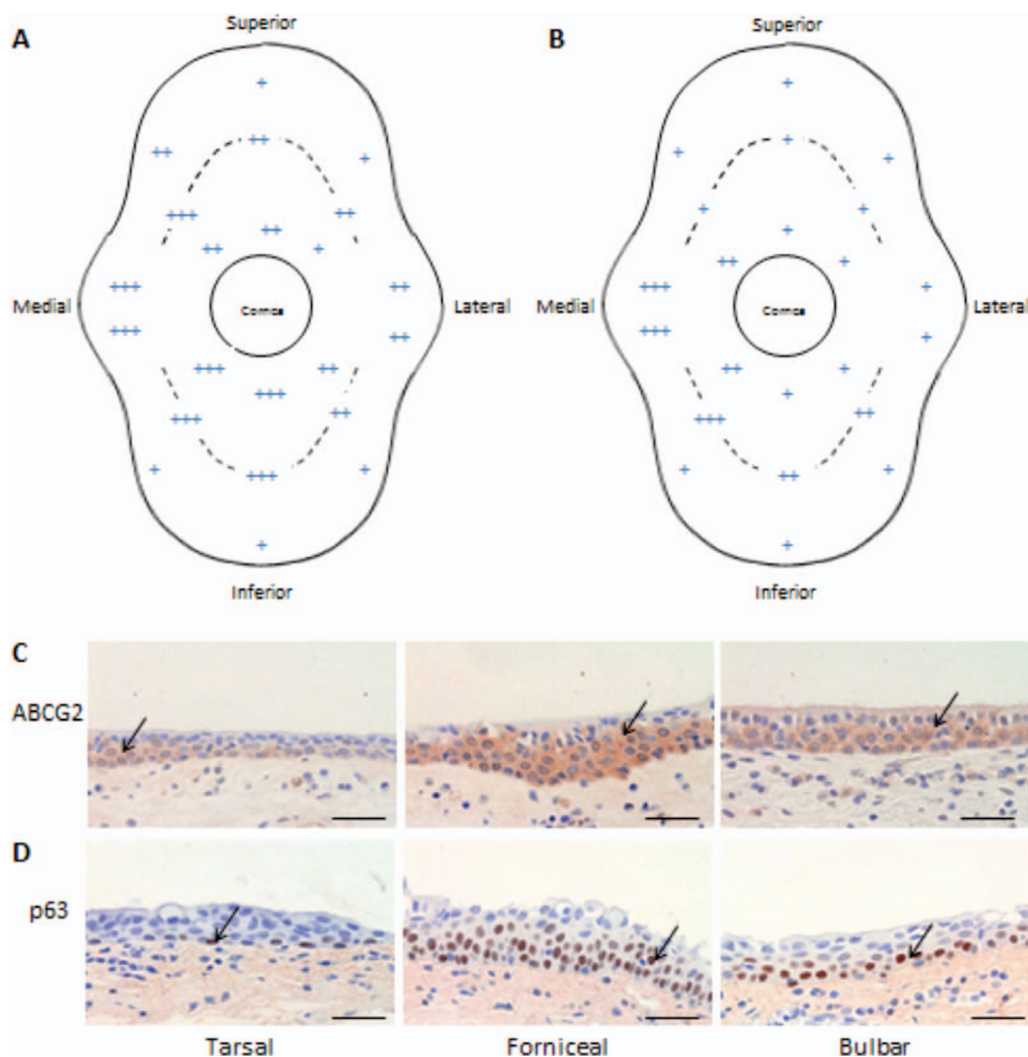 A
Superior
+
++
++ +
+++ ++
++
++ +
+++ ++
Medial Cornea Lateral
+++ ++
+++ ++
+++
+++ ++
+++
+ +
+
Inferior
B
Superior
+
+
+ +
+ +
+
++ +
+++ +
Medial Cornea Lateral
+++ +
++ +
+
+++ ++
++
+ +
+
Inferior
C
ABCG2
D
p63
Tarsal Forniceal Bulbar